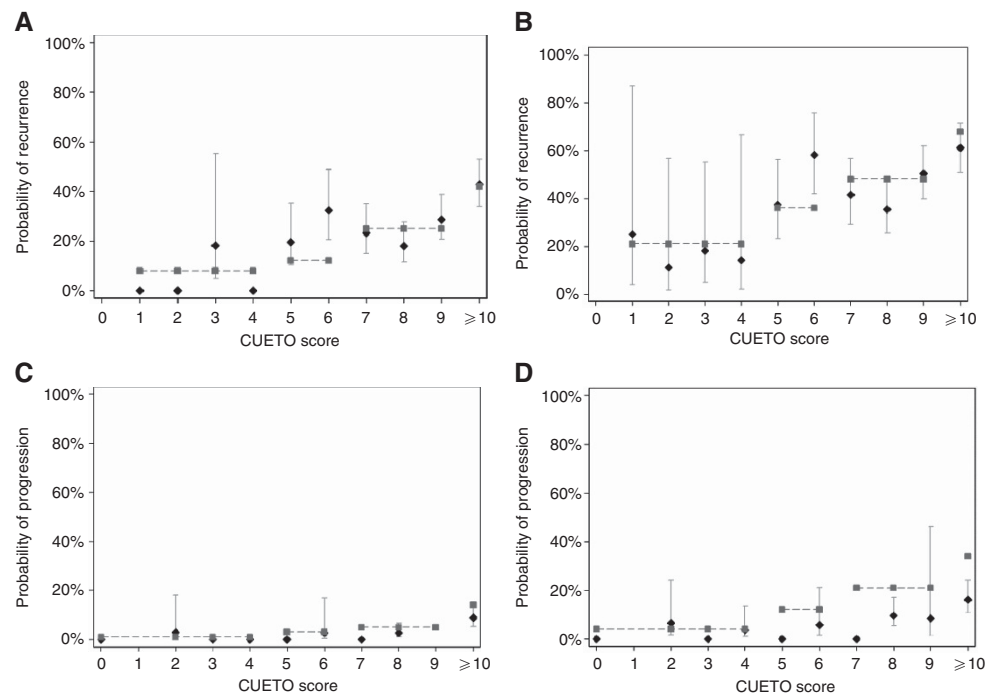 A
Probability of recurrence
100%
80%
60%
40%
20%
0%
0 1 2 3 4 5 6 7 8 9 ⩾10
CUETO score
B
Probability of recurrence
100%
80%
60%
40%
20%
0%
0 1 2 3 4 5 6 7 8 9 ⩾10
CUETO score
C
Probability of progression
100%
80%
60%
40%
20%
0%
0 1 2 3 4 5 6 7 8 9 ⩾10
CUETO score
D
Probability of progression
100%
80%
60%
40%
20%
0%
0 1 2 3 4 5 6 7 8 9 ⩾10
CUETO score